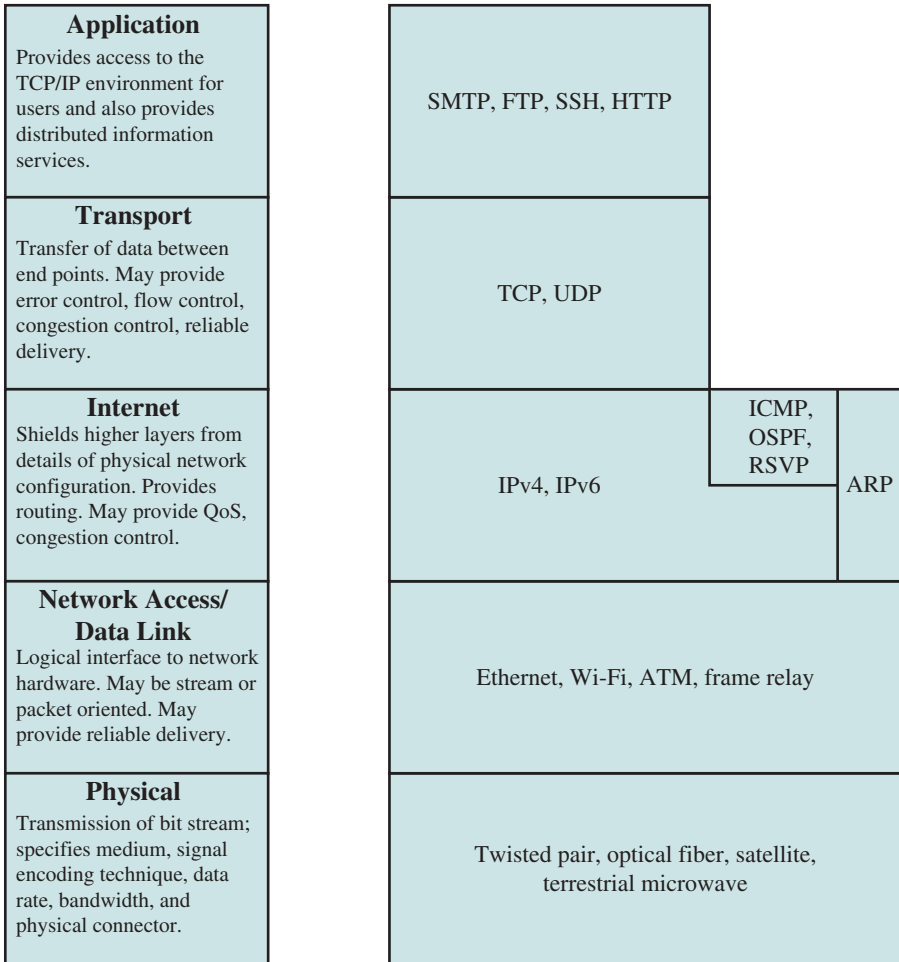 Application
Provides access to the
TCP/IP environment for
users and also provides
distributed information
services.
SMTP, FTP, SSH, HTTP
Transport
Transfer of data between
end points. May provide
error control, flow control,
congestion control, reliable
delivery.
TCP, UDP
Internet
Shields higher layers from
details of physical network
configuration. Provides
routing. May provide QoS,
congestion control.
IPv4, IPv6
ICMP,
OSPF,
RSVP
ARP
Network Access/
Data Link
Logical interface to network
hardware. May be stream or
packet oriented. May
provide reliable delivery.
Ethernet, Wi-Fi, ATM, frame relay
Physical
Transmission of bit stream;
specifies medium, signal
encoding technique, data
rate, bandwidth, and
physical connector.
Twisted pair, optical fiber, satellite,
terrestrial microwave